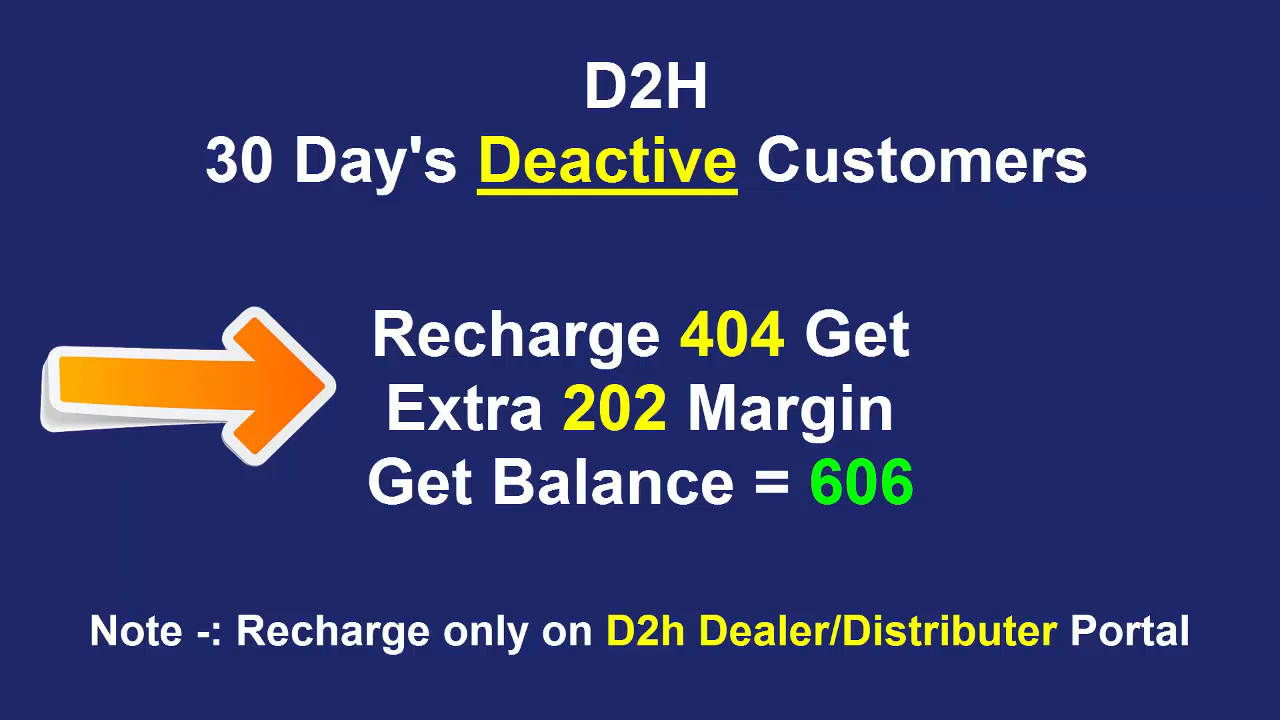 D2H
30 Day's Deactive Customers
Recharge 404 Get
Extra 202 Margin
Get Balance = 606
Note -: Recharge only on D2h Dealer/Distributer Portal